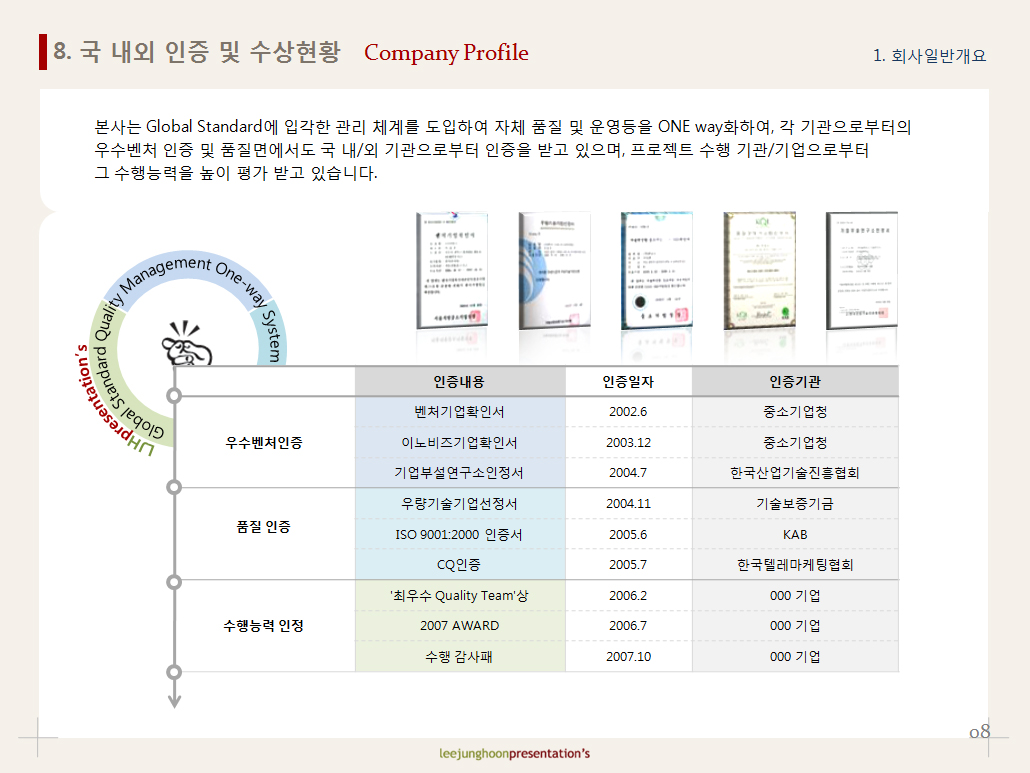 8. 국 내외 인증 및 수상현황 Company Profile
1. 회사일반개요
본사는 Global Standard에 입각한 관리 체계를 도입하여 자체 품질 및 운영등을 ONE way화하여, 각 기관으로부터의
우수벤처 인증 및 품질면에서도 국 내/외 기관으로부터 인증을 받고 있으며, 프로젝트 수행 기관/기업으로부터
그 수행능력을 높이 평가 받고 있습니다.
LJHpresentation's
Global Standard Quality Management One-way System
인증내용 인증일자 인증기관
우수벤처인증
벤처기업확인서 2002.6 중소기업청
이노비즈기업확인서 2003.12 중소기업청
기업부설연구소인정서 2004.7 한국산업기술진흥협회
품질 인증
우량기술기업선정서 2004.11 기술보증기금
ISO 9001:2000 인증서 2005.6 KAB
CQ인증 2005.7 한국텔레마케팅협회
수행능력 인정
'최우수 Quality Team'상 2006.2 000 기업
2007 AWARD 2006.7 000 기업
수행 감사패 2007.10 000 기업
08
leejunghoonpresentation's